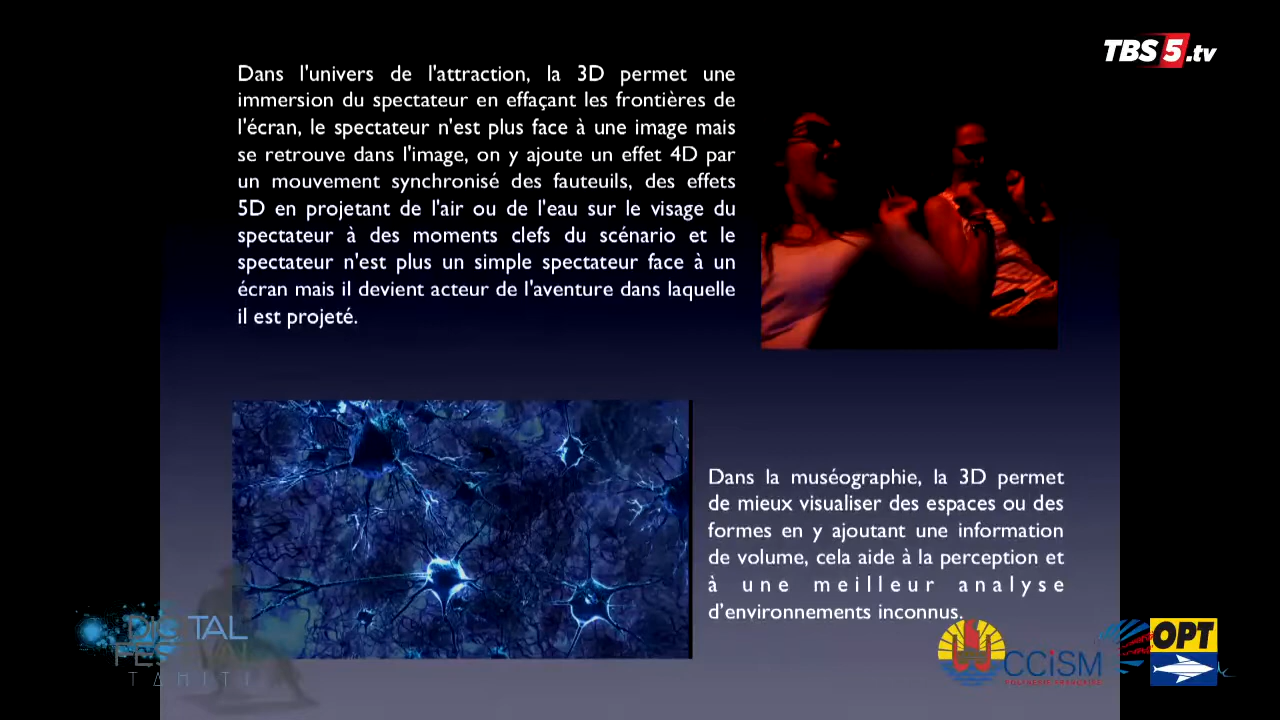 TBS 5.tv
Dans l'univers de l'attraction, la 3D permet une
immersion du spectateur en effaçant les frontières de
l'écran, le spectateur n'est plus face à une image mais
se retrouve dans l'image, on y ajoute un effet 4D par
un mouvement synchronisé des fauteuils, des effets
5D en projetant de l'air ou de l'eau sur le visage du
spectateur à des moments clefs du scénario et le
spectateur n'est plus un simple spectateur face à un
écran mais il devient acteur de l'aventure dans laquelle
il est projeté.
Dans la muséographie, la 3D permet
de mieux visualiser des espaces ou des
formes en y ajoutant une information
de volume, cela aide à la perception et
à une meilleur analyse
d'environnements inconnus.
DIGITAL
FESTIVAL
TAHITI
CCiSM
POLYNÉSIE FRANÇAISE
OPT